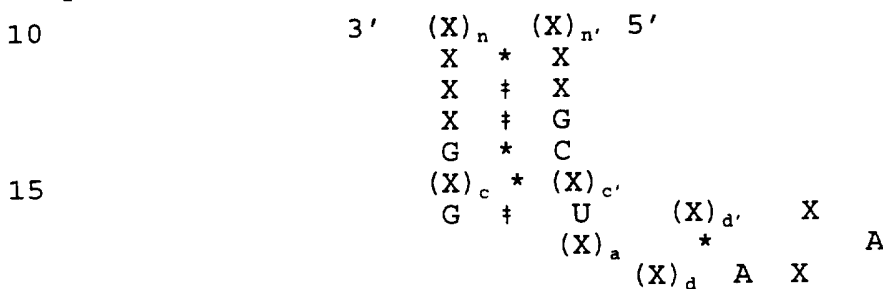 10 3' (X)n (X)n' 5'
X * X
X ‡ X
X ‡ G
G * C
15 (X)c * (X)c'
G ‡ U (X)d' X
(X)a * A
(X)d A X